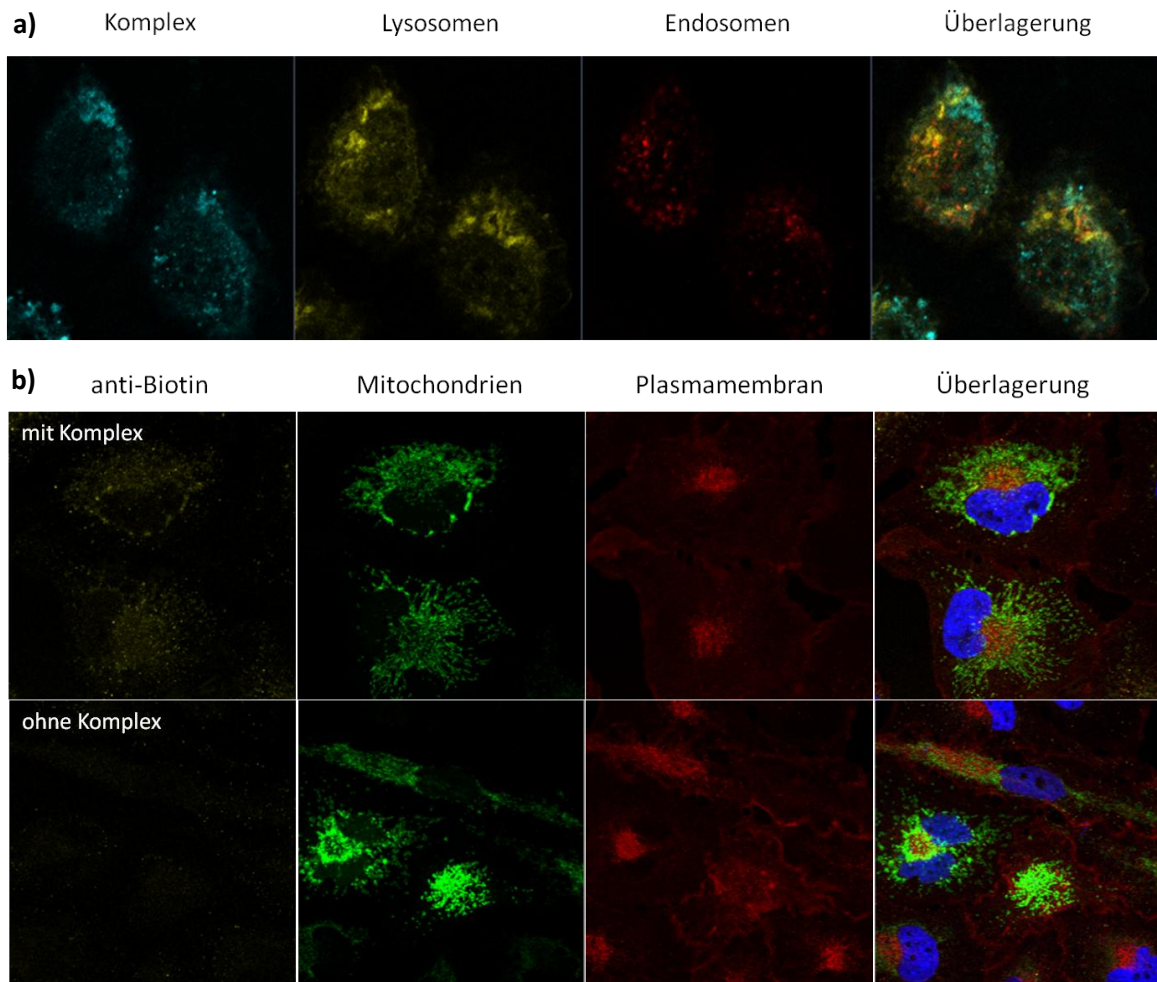 a) Komplex Lysosomen Endosomen Überlagerung
b) anti-Biotin Mitochondrien Plasmamembran Überlagerung
mit Komplex
ohne Komplex